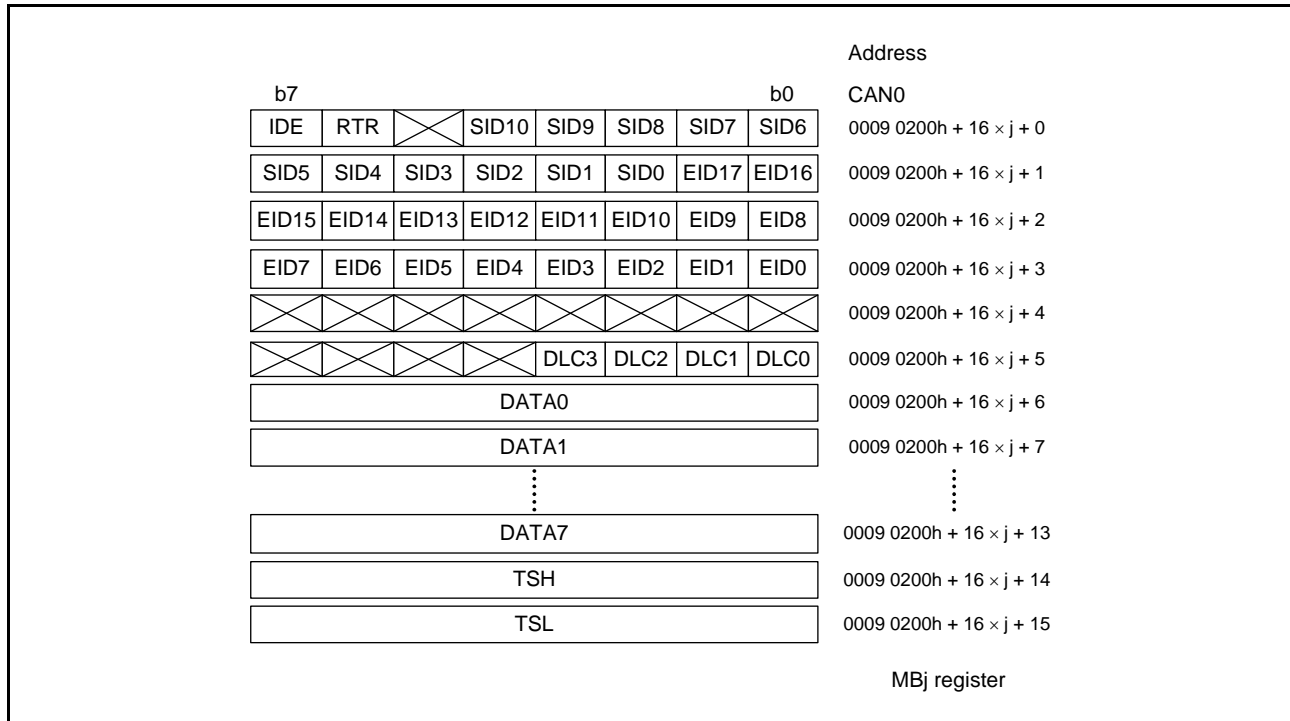 Address
b7 b0 CAN0
IDE RTR SID10 SID9 SID8 SID7 SID6 0009 0200h + 16 × j + 0
SID5 SID4 SID3 SID2 SID1 SID0 EID17 EID16 0009 0200h + 16 × j + 1
EID15 EID14 EID13 EID12 EID11 EID10 EID9 EID8 0009 0200h + 16 × j + 2
EID7 EID6 EID5 EID4 EID3 EID2 EID1 EID0 0009 0200h + 16 × j + 3
0009 0200h + 16 × j + 4
DLC3 DLC2 DLC1 DLC0 0009 0200h + 16 × j + 5
DATA0 0009 0200h + 16 × j + 6
DATA1 0009 0200h + 16 × j + 7
DATA7 0009 0200h + 16 × j + 13
TSH 0009 0200h + 16 × j + 14
TSL 0009 0200h + 16 × j + 15
MBj register